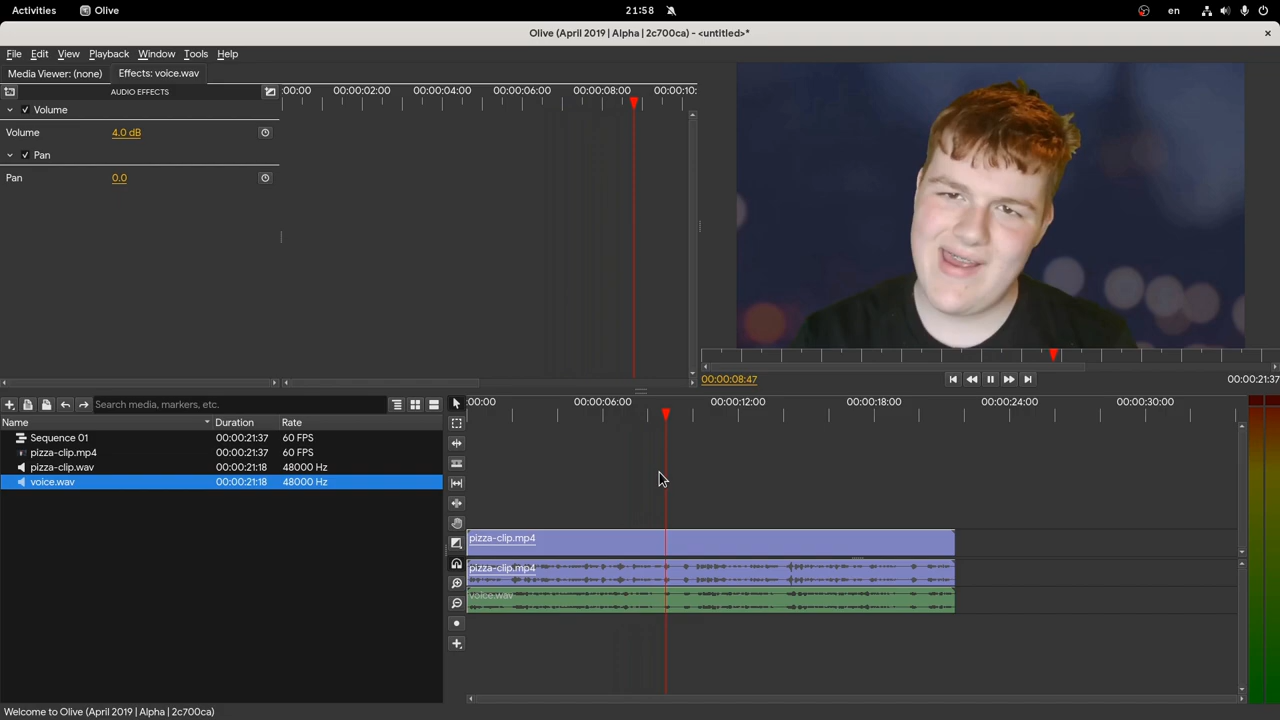 Activities Olive 21:58 en
Olive (April 2019 | Alpha | 2c700ca) - <untitled>*
File Edit View Playback Window Tools Help
Media Viewer: (none) Effects: voice.wav
AUDIO EFFECTS :00:00 00:00:02:00 00:00:04:00 00:00:06:00 00:00:08:00 00:00:10:
Volume
Volume 4.0 dB
Pan
Pan 0.0
00:00:08:47 00:00:21:37
Search media, markers, etc. :00:00 00:00:06:00 00:00:12:00 00:00:18:00 00:00:24:00 00:00:30:00
Name Duration Rate
Sequence 01 00:00:21:37 60 FPS
pizza-clip.mp4 00:00:21:37 60 FPS
pizza-clip.wav 00:00:21:18 48000 Hz
voice.wav 00:00:21:18 48000 Hz
pizza-clip.mp4
pizza-clip.mp4
voice.wav
Welcome to Olive (April 2019 | Alpha | 2c700ca)